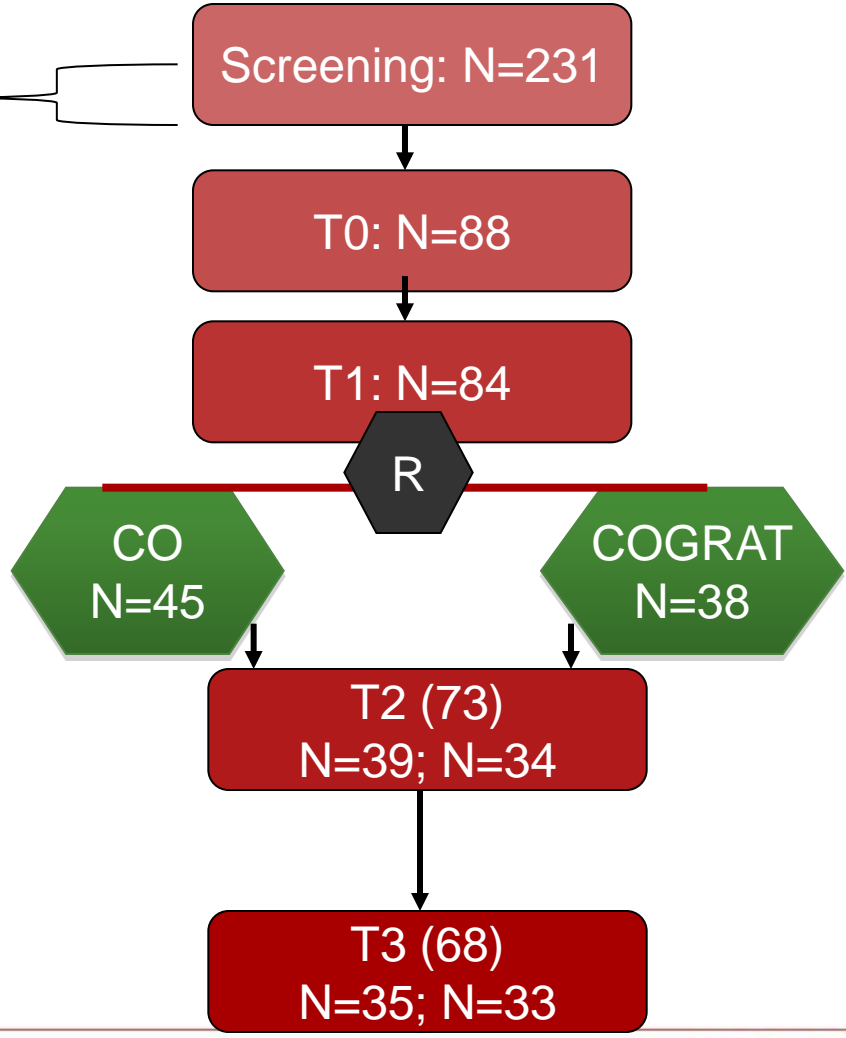 Screening: N=231
T0: N=88
T1: N=84
R
CO
N=45
COGRAT
N=38
T2 (73)
N=39; N=34
T3 (68)
N=35; N=33